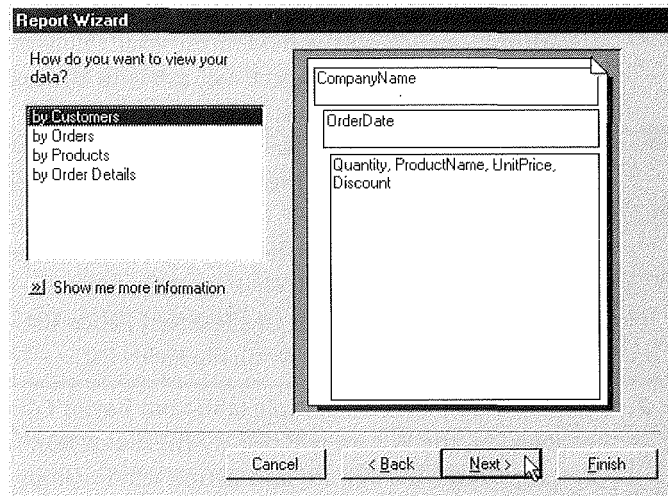 Report Wizard
How do you want to view your
data?
by Customers
by Orders
by Products
by Order Details
Show me more information
CompanyName
OrderDate
Quantity, ProductName, UnitPrice,
Discount
Cancel
< Back
Next >
Finish